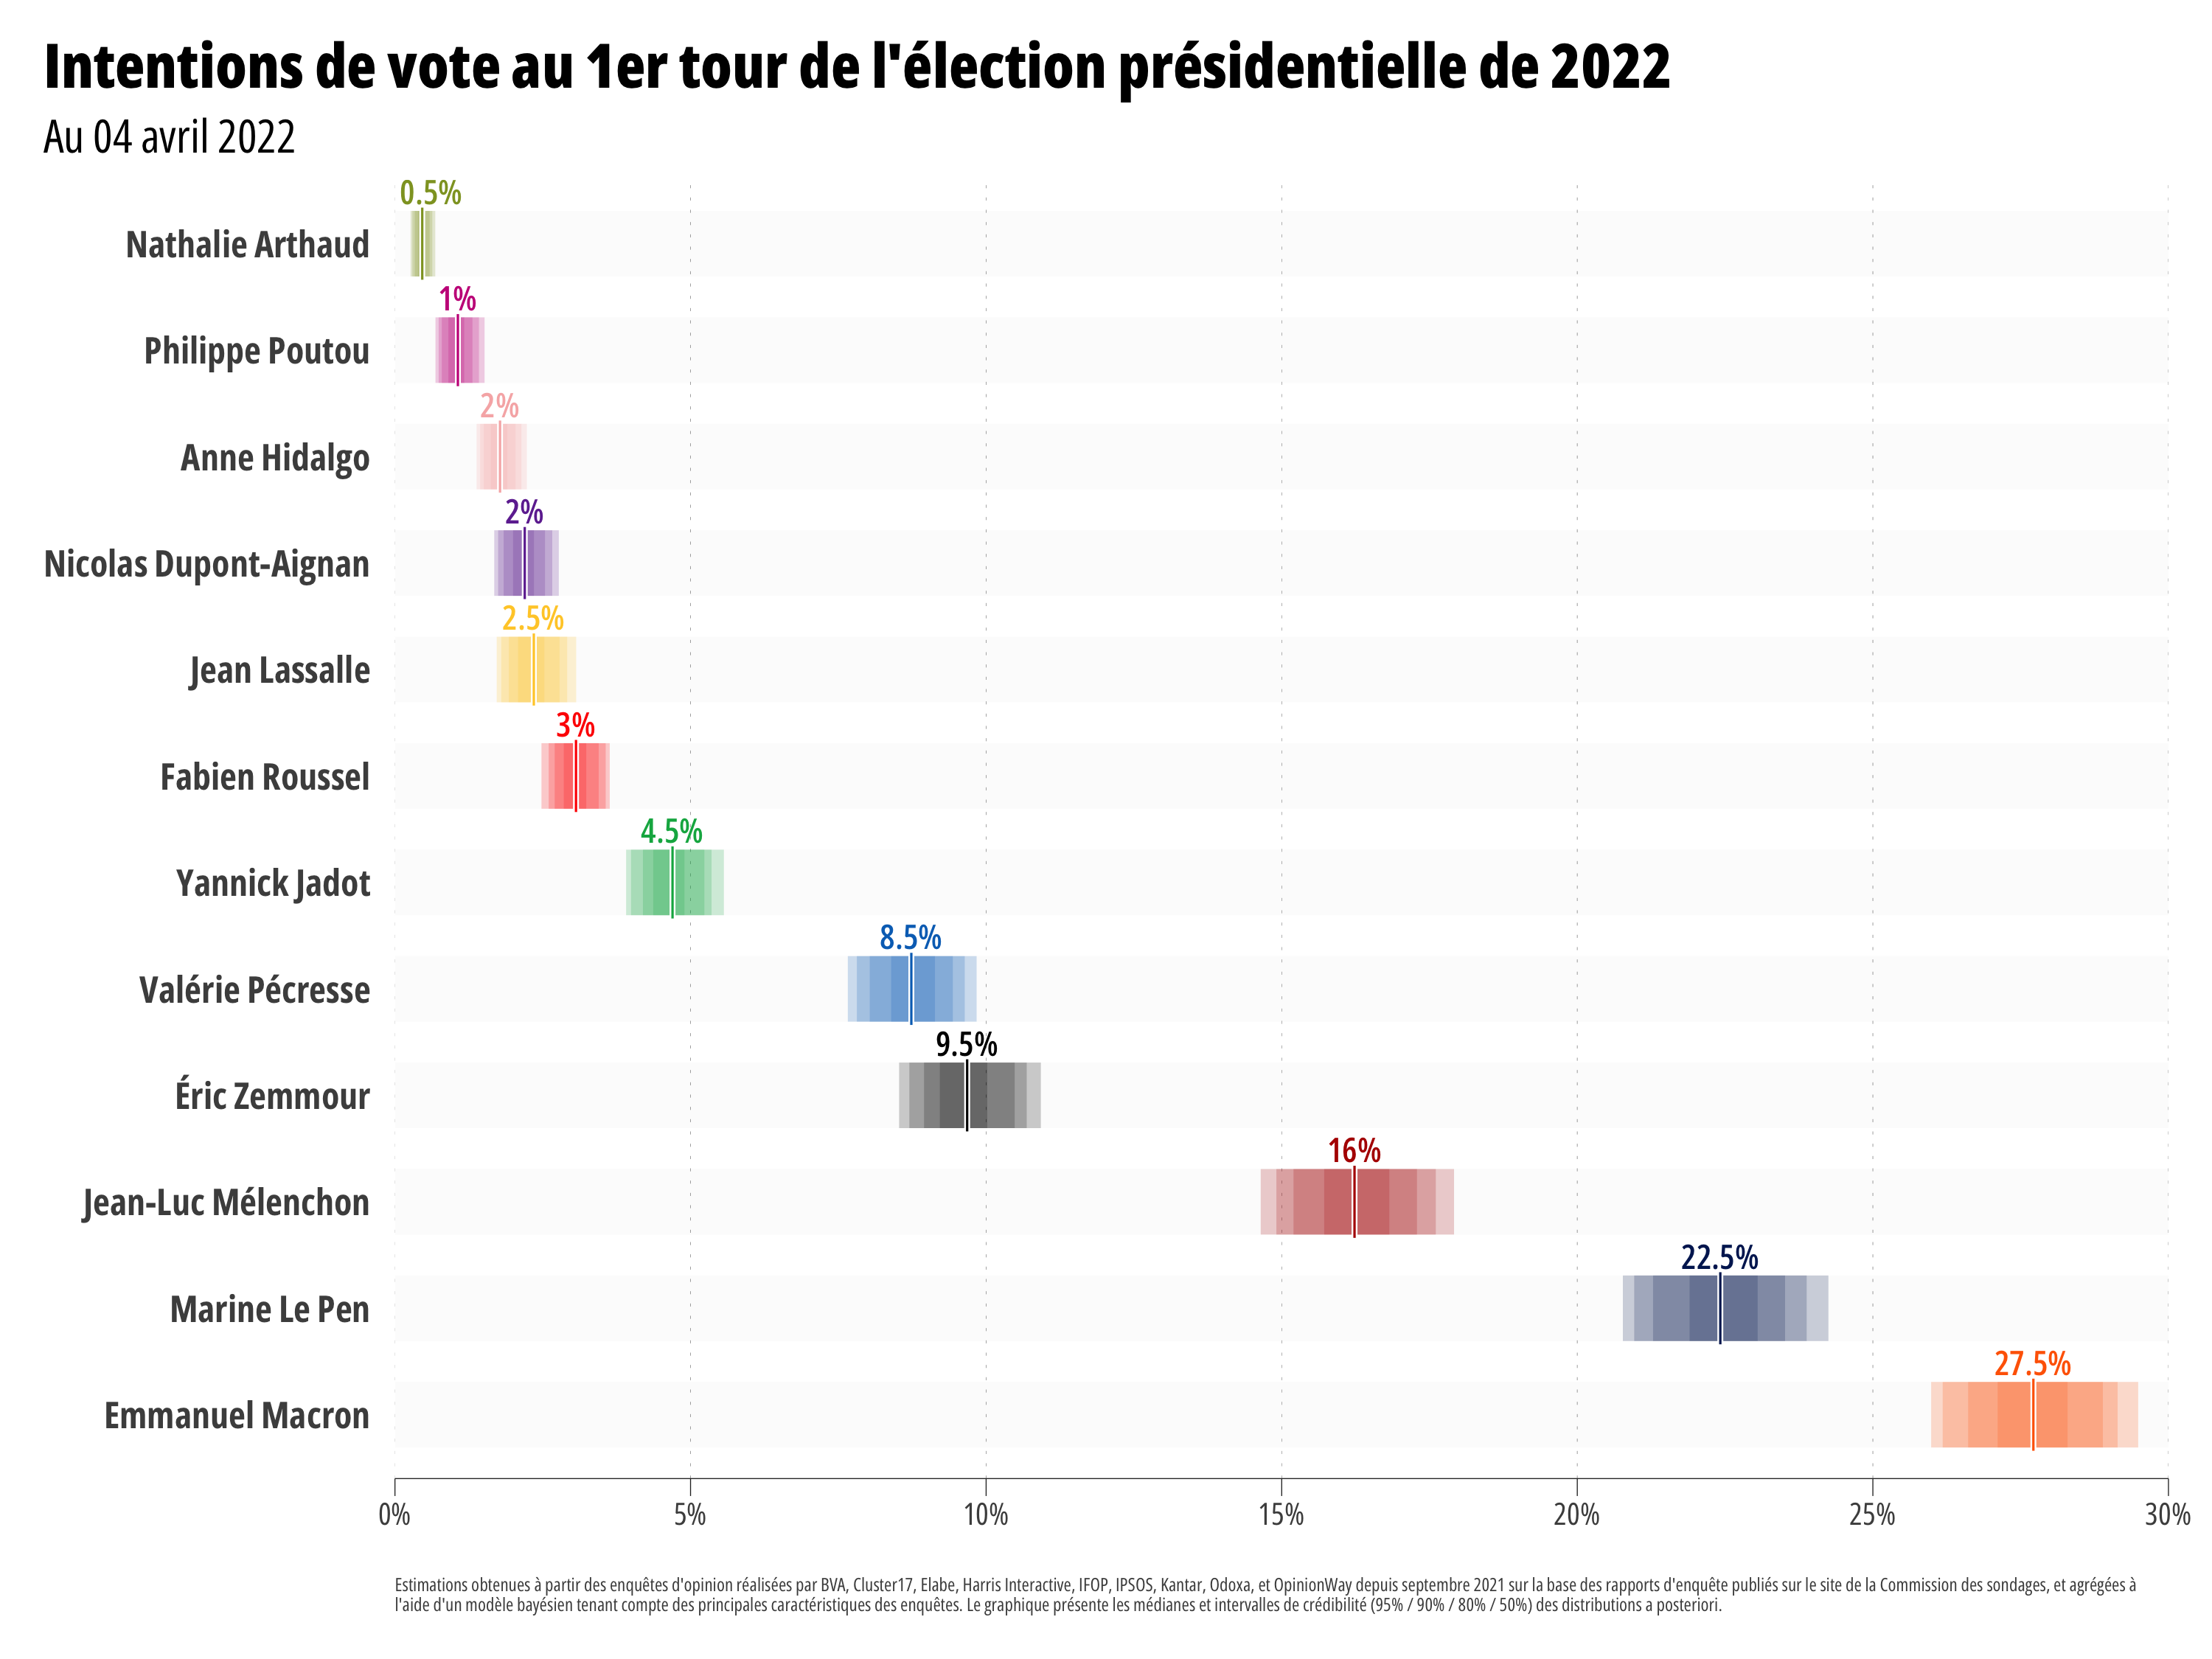 Intentions de vote au 1er tour de l'élection présidentielle de 2022
Au 04 avril 2022
0.5%
Nathalie Arthaud
1%
Philippe Poutou
2%
Anne Hidalgo
2%
Nicolas Dupont-Aignan
2.5%
Jean Lassalle
3%
Fabien Roussel
4.5%
Yannick Jadot
8.5%
Valérie Pécresse
9.5%
Éric Zemmour
16%
Jean-Luc Mélenchon
22.5%
Marine Le Pen
27.5%
Emmanuel Macron
0% 5% 10% 15% 20% 25% 30%
Estimations obtenues à partir des enquêtes d'opinion réalisées par BVA, Cluster17, Elabe, Harris Interactive, IFOP, IPSOS, Kantar, Odoxa, et OpinionWay depuis septembre 2021 sur la base des rapports d'enquête publiés sur le site de la Commission des sondages, et agrégées à
l'aide d'un modèle bayésien tenant compte des principales caractéristiques des enquêtes. Le graphique présente les médianes et intervalles de crédibilité (95% / 90% / 80% / 50%) des distributions a posteriori.